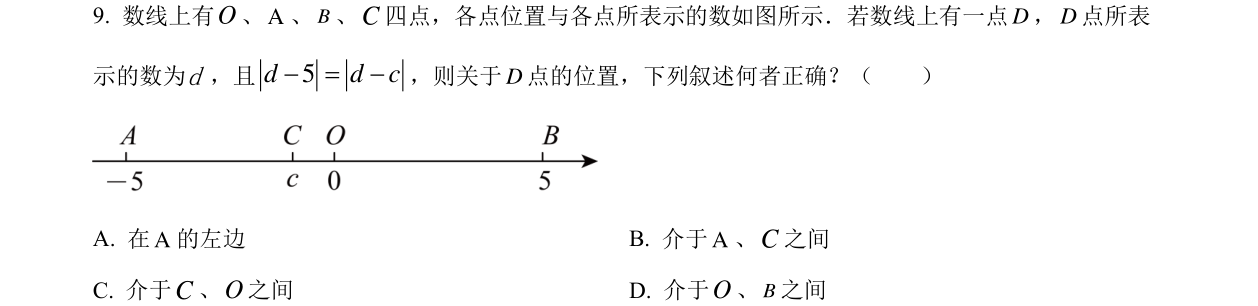 9. 数线上有O、A、B、C四点，各点位置与各点所表示的数如图所示．若数线上有一点D，D点所表
示的数为d，且|d－5|＝|d－c|，则关于D点的位置，下列叙述何者正确？（　　）
A　C　O　B
－5　c　0　5
A. 在A的左边　B. 介于A、C之间
C. 介于C、O之间　D. 介于O、B之间